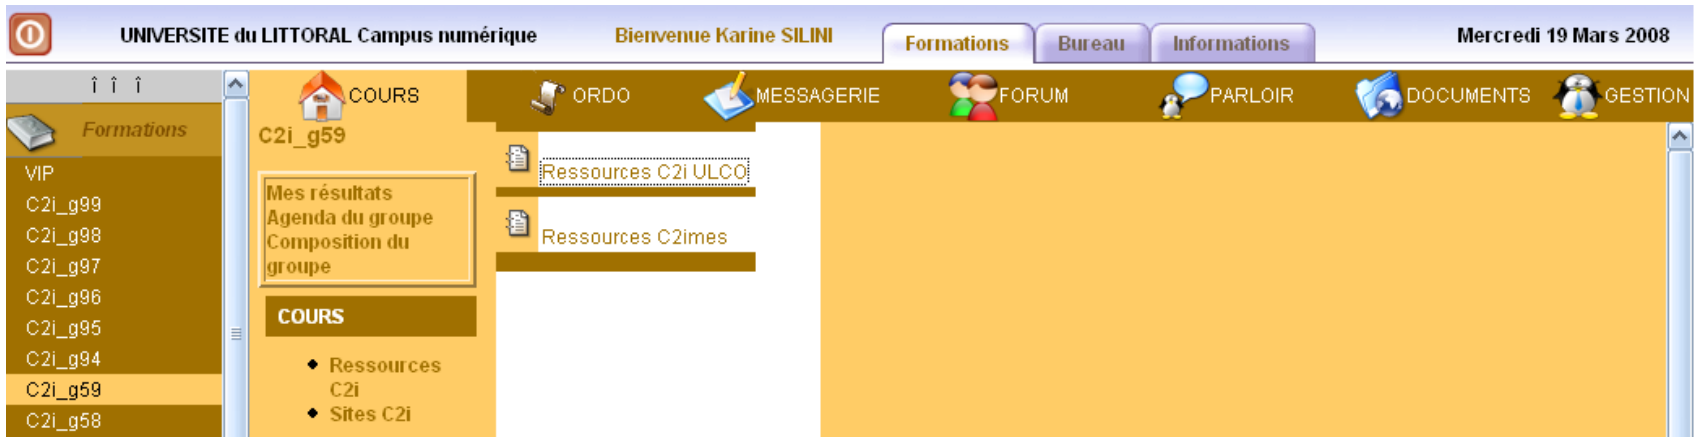 UNIVERSITE du LITTORAL Campus numérique
Bienvenue Karine SILINI
Formations
Bureau
Informations
Mercredi 19 Mars 2008
î î î
COURS
ORDO
MESSAGERIE
FORUM
PARLOIR
DOCUMENTS
GESTION
Formations
VIP
C2i_g99
C2i_g98
C2i_g97
C2i_g96
C2i_g95
C2i_g94
C2i_g59
C2i_g58
C2i_g59
Mes résultats
Agenda du groupe
Composition du
groupe
COURS
Ressources
C2i
Sites C2i
Ressources C2i ULCO
Ressources C2imes